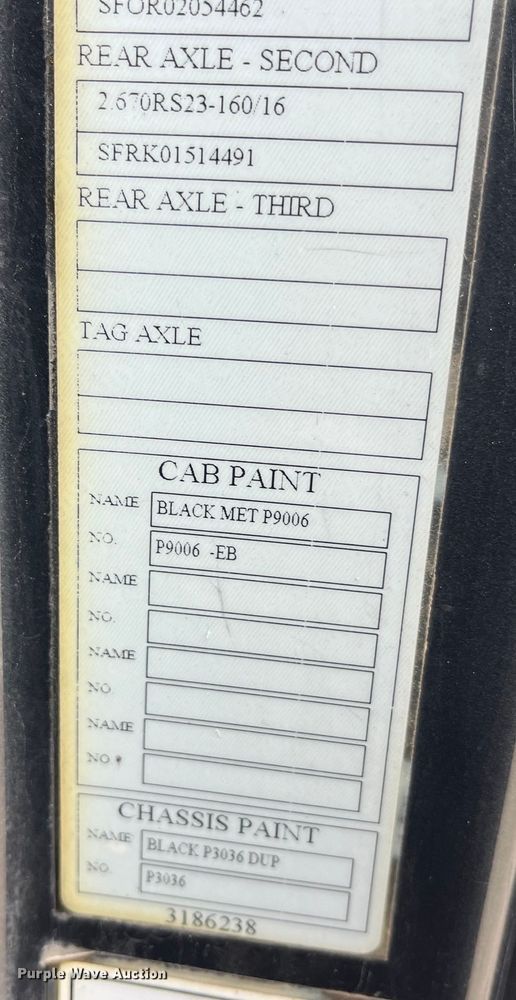 SFOR02054462
REAR AXLE - SECOND
2.670RS23-160/16
SFRK01514491
REAR AXLE - THIRD
TAG AXLE
CAB PAINT
NAME BLACK MET P9006
NO. P9006 -EB
NAME
NO.
NAME
NO.
NAME
NO
CHASSIS PAINT
NAME BLACK P3036 DUP
NO. P3036
3186238
Purple Wave Auction